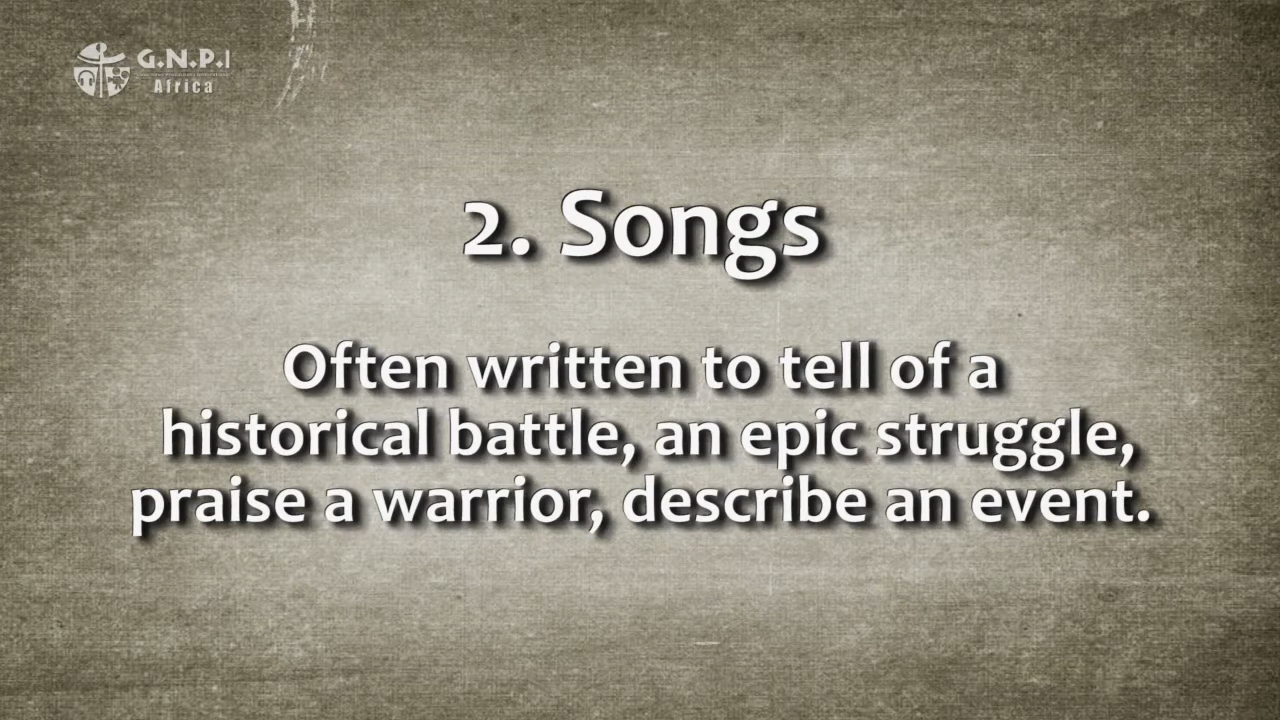 G.N.P.I
Africa
2. Songs
Often written to tell of a
historical battle, an epic struggle,
praise a warrior, describe an event.